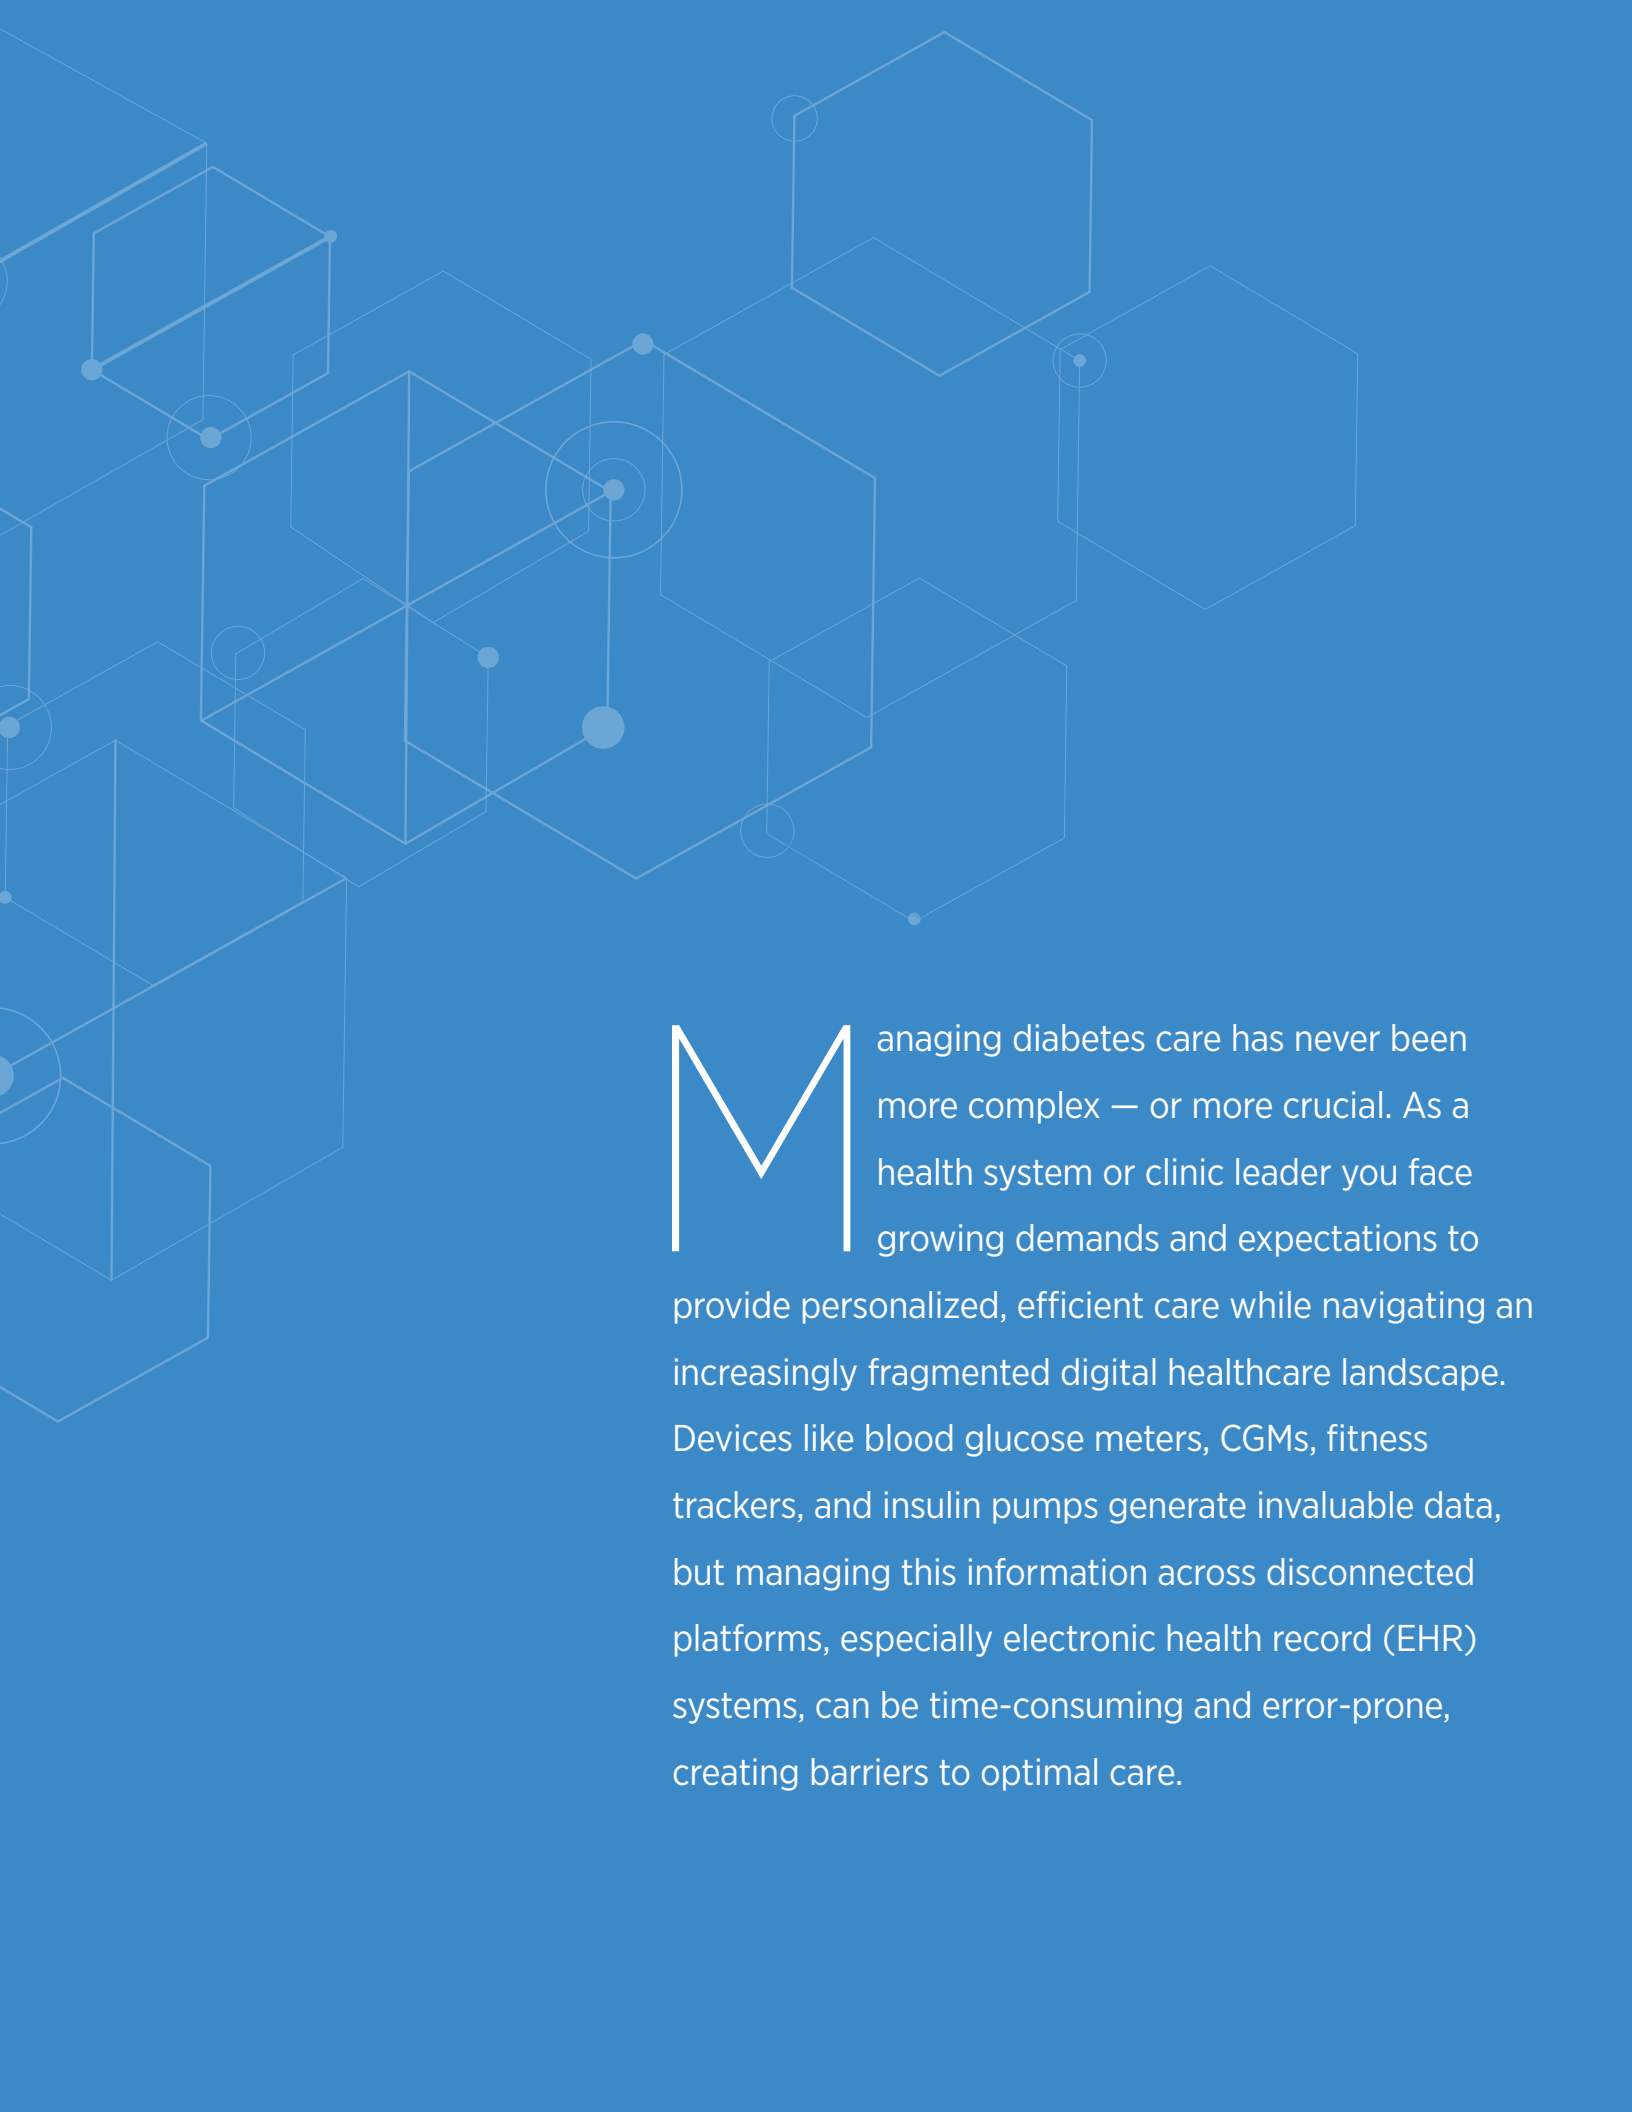 Managing diabetes care has never been
more complex — or more crucial. As a
health system or clinic leader you face
growing demands and expectations to
provide personalized, efficient care while navigating an
increasingly fragmented digital healthcare landscape.
Devices like blood glucose meters, CGMs, fitness
trackers, and insulin pumps generate invaluable data,
but managing this information across disconnected
platforms, especially electronic health record (EHR)
systems, can be time-consuming and error-prone,
creating barriers to optimal care.